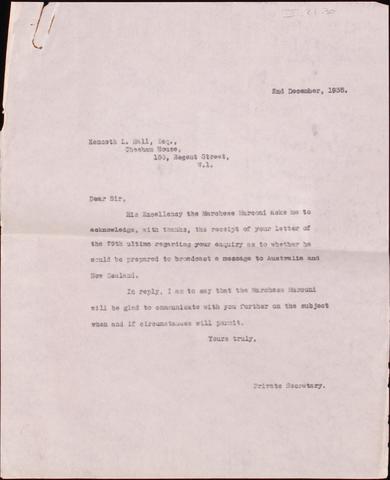 2nd December, 1935.
Kenneth L. Hall, Esq.,
Chesham House,
150, Regent Street,
W.1.
Dear Sir,
His Excellency the Marchese Marconi asks me to
acknowledge, with thanks, the receipt of your letter
of the 29th ultimo regarding your enquiry as to whether he
would be prepared to broadcast a message to Australia and
New Zealand.
In reply, I am to say that the Marchese Marconi
will be glad to communicate with you further on the subject
when and if circumstances will permit.
Yours truly,
Private Secretary.